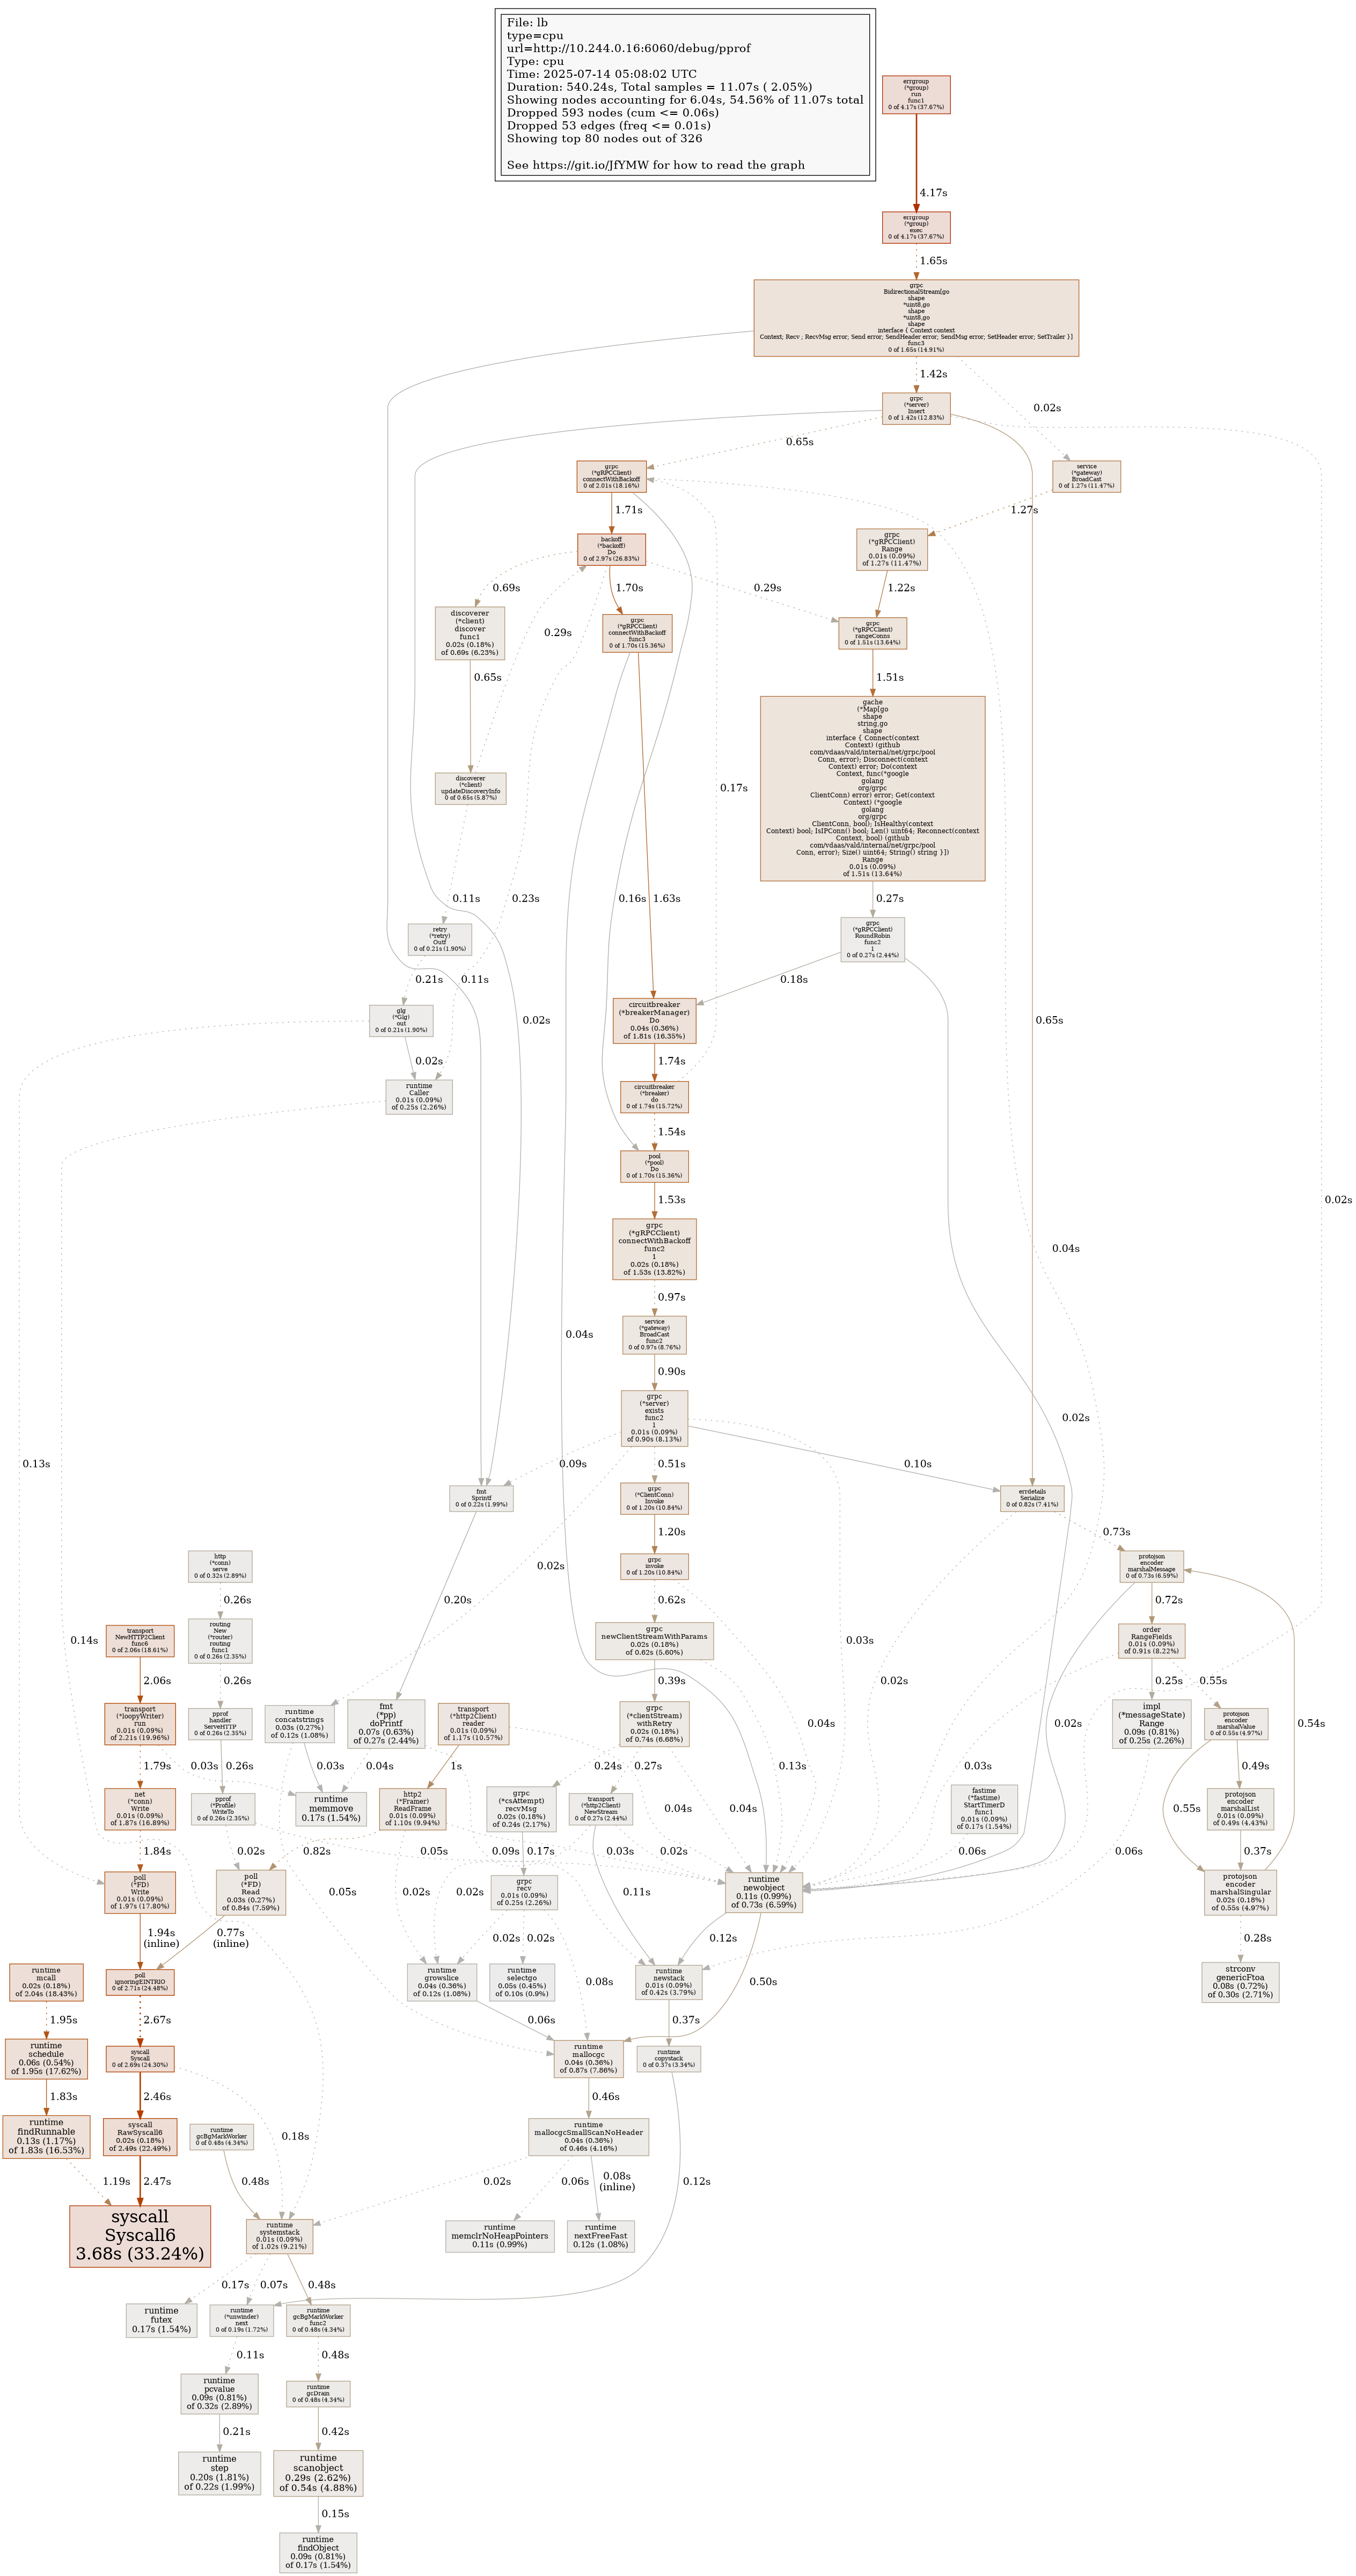 File: lb
type=cpu
url=http://10.244.0.16:6060/debug/pprof
Type: cpu
Time: 2025-07-14 05:08:02 UTC
Duration: 540.24s, Total samples = 11.07s ( 2.05%)
Showing nodes accounting for 6.04s, 54.56% of 11.07s total
Dropped 593 nodes (cum <= 0.06s)
Dropped 53 edges (freq <= 0.01s)
Showing top 80 nodes out of 326
See https://git.io/JfYMW for how to read the graph
errgroup
(*group)
run
func1
0 of 4.17s (37.67%)
4.17s
errgroup
(*group)
exec
0 of 4.17s (37.67%)
1.65s
grpc
BidirectionalStream[go
shape
*uint8,go
shape
*uint8,go
shape
interface { Context context
Context; Recv ; RecvMsg error; Send error; SendHeader error; SendMsg error; SetHeader error; SetTrailer }]
func3
0 of 1.65s (14.91%)
1.42s
0.02s
grpc
(*server)
Insert
0 of 1.42s (12.83%)
0.65s
grpc
(*gRPCClient)
connectWithBackoff
0 of 2.01s (18.16%)
service
(*gateway)
BroadCast
0 of 1.27s (11.47%)
1.71s
1.27s
backoff
(*backoff)
Do
0 of 2.97s (26.83%)
grpc
(*gRPCClient)
Range
0.01s (0.09%)
of 1.27s (11.47%)
0.69s
1.70s
0.29s
1.22s
discoverer
(*client)
discover
func1
0.02s (0.18%)
of 0.69s (6.23%)
0.29s
grpc
(*gRPCClient)
connectWithBackoff
func3
0 of 1.70s (15.36%)
grpc
(*gRPCClient)
rangeConns
0 of 1.51s (13.64%)
0.65s
1.51s
discoverer
(*client)
updateDiscoveryInfo
0 of 0.65s (5.87%)
0.17s
gache
(*Map[go
shape
string,go
shape
interface { Connect(context
Context) (github
com/vdaas/vald/internal/net/grpc/pool
Conn, error); Disconnect(context
Context) error; Do(context
Context, func(*google
golang
org/grpc
ClientConn) error) error; Get(context
Context) (*google
golang
org/grpc
ClientConn, bool); IsHealthy(context
Context) bool; IsIPConn() bool; Len() uint64; Reconnect(context
Context, bool) (github
com/vdaas/vald/internal/net/grpc/pool
Conn, error); Size() uint64; String() string }])
Range
0.01s (0.09%)
of 1.51s (13.64%)
0.11s
0.23s
0.16s
1.63s
0.27s
retry
(*retry)
Outf
0 of 0.21s (1.90%)
grpc
(*gRPCClient)
RoundRobin
func2
1
0 of 0.27s (2.44%)
0.21s
0.11s
0.18s
glg
(*Glg)
out
0 of 0.21s (1.90%)
0.02s
circuitbreaker
(*breakerManager)
Do
0.04s (0.36%)
of 1.81s (16.35%)
0.65s
0.02s
1.74s
runtime
Caller
0.01s (0.09%)
of 0.25s (2.26%)
circuitbreaker
(*breaker)
do
0 of 1.74s (15.72%)
1.54s
pool
(*pool)
Do
0 of 1.70s (15.36%)
1.53s
0.02s
grpc
(*gRPCClient)
connectWithBackoff
func2
1
0.02s (0.18%)
of 1.53s (13.82%)
0.04s
0.97s
0.04s
service
(*gateway)
BroadCast
func2
0 of 0.97s (8.76%)
0.90s
grpc
(*server)
exists
func2
1
0.01s (0.09%)
of 0.90s (8.13%)
0.02s
0.13s
0.09s
0.51s
0.10s
fmt
Sprintf
0 of 0.22s (1.99%)
grpc
(*ClientConn)
Invoke
0 of 1.20s (10.84%)
errdetails
Serialize
0 of 0.82s (7.41%)
1.20s
0.73s
http
(*conn)
serve
0 of 0.32s (2.89%)
0.02s
grpc
invoke
0 of 1.20s (10.84%)
protojson
encoder
marshalMessage
0 of 0.73s (6.59%)
0.26s
0.20s
0.62s
0.72s
transport
NewHTTP2Client
func6
0 of 2.06s (18.61%)
routing
New
(*router)
routing
func1
0 of 0.26s (2.35%)
0.14s
grpc
newClientStreamWithParams
0.02s (0.18%)
of 0.62s (5.60%)
0.03s
order
RangeFields
0.01s (0.09%)
of 0.91s (8.22%)
2.06s
0.26s
0.39s
0.02s
0.25s
0.55s
transport
(*loopyWriter)
run
0.01s (0.09%)
of 2.21s (19.96%)
pprof
handler
ServeHTTP
0 of 0.26s (2.35%)
runtime
concatstrings
0.03s (0.27%)
of 0.12s (1.08%)
fmt
(*pp)
doPrintf
0.07s (0.63%)
of 0.27s (2.44%)
transport
(*http2Client)
reader
0.01s (0.09%)
of 1.17s (10.57%)
grpc
(*clientStream)
withRetry
0.02s (0.18%)
of 0.74s (6.68%)
0.04s
0.02s
impl
(*messageState)
Range
0.09s (0.81%)
of 0.25s (2.26%)
protojson
encoder
marshalValue
0 of 0.55s (4.97%)
0.54s
1.79s
0.03s
0.26s
0.03s
0.04s
1s
0.24s
0.27s
0.13s
0.03s
0.49s
net
(*conn)
Write
0.01s (0.09%)
of 1.87s (16.89%)
pprof
(*Profile)
WriteTo
0 of 0.26s (2.35%)
runtime
memmove
0.17s (1.54%)
http2
(*Framer)
ReadFrame
0.01s (0.09%)
of 1.10s (9.94%)
grpc
(*csAttempt)
recvMsg
0.02s (0.18%)
of 0.24s (2.17%)
transport
(*http2Client)
NewStream
0 of 0.27s (2.44%)
0.04s
0.04s
fastime
(*fastime)
StartTimerD
func1
0.01s (0.09%)
of 0.17s (1.54%)
0.55s
protojson
encoder
marshalList
0.01s (0.09%)
of 0.49s (4.43%)
1.84s
0.02s
0.82s
0.05s
0.09s
0.17s
0.03s
0.02s
0.06s
0.06s
0.37s
poll
(*FD)
Write
0.01s (0.09%)
of 1.97s (17.80%)
poll
(*FD)
Read
0.03s (0.27%)
of 0.84s (7.59%)
0.05s
0.02s
0.02s
grpc
recv
0.01s (0.09%)
of 0.25s (2.26%)
0.11s
runtime
newobject
0.11s (0.99%)
of 0.73s (6.59%)
protojson
encoder
marshalSingular
0.02s (0.18%)
of 0.55s (4.97%)
1.94s
(inline)
0.77s
(inline)
0.02s
0.02s
0.12s
0.28s
runtime
mcall
0.02s (0.18%)
of 2.04s (18.43%)
poll
ignoringEINTRIO
0 of 2.71s (24.48%)
runtime
growslice
0.04s (0.36%)
of 0.12s (1.08%)
runtime
selectgo
0.05s (0.45%)
of 0.10s (0.9%)
0.08s
runtime
newstack
0.01s (0.09%)
of 0.42s (3.79%)
0.50s
strconv
genericFtoa
0.08s (0.72%)
of 0.30s (2.71%)
1.95s
2.67s
0.06s
0.37s
runtime
schedule
0.06s (0.54%)
of 1.95s (17.62%)
syscall
Syscall
0 of 2.69s (24.30%)
runtime
mallocgc
0.04s (0.36%)
of 0.87s (7.86%)
runtime
copystack
0 of 0.37s (3.34%)
1.83s
2.46s
0.46s
runtime
findRunnable
0.13s (1.17%)
of 1.83s (16.53%)
syscall
RawSyscall6
0.02s (0.18%)
of 2.49s (22.49%)
runtime
gcBgMarkWorker
0 of 0.48s (4.34%)
0.18s
runtime
mallocgcSmallScanNoHeader
0.04s (0.36%)
of 0.46s (4.16%)
1.19s
2.47s
0.48s
0.02s
0.06s
0.08s
(inline)
0.12s
syscall
Syscall6
3.68s (33.24%)
runtime
systemstack
0.01s (0.09%)
of 1.02s (9.21%)
runtime
memclrNoHeapPointers
0.11s (0.99%)
runtime
nextFreeFast
0.12s (1.08%)
0.17s
0.07s
0.48s
runtime
futex
0.17s (1.54%)
runtime
(*unwinder)
next
0 of 0.19s (1.72%)
runtime
gcBgMarkWorker
func2
0 of 0.48s (4.34%)
0.11s
0.48s
runtime
pcvalue
0.09s (0.81%)
of 0.32s (2.89%)
runtime
gcDrain
0 of 0.48s (4.34%)
0.21s
0.42s
runtime
step
0.20s (1.81%)
of 0.22s (1.99%)
runtime
scanobject
0.29s (2.62%)
of 0.54s (4.88%)
0.15s
runtime
findObject
0.09s (0.81%)
of 0.17s (1.54%)